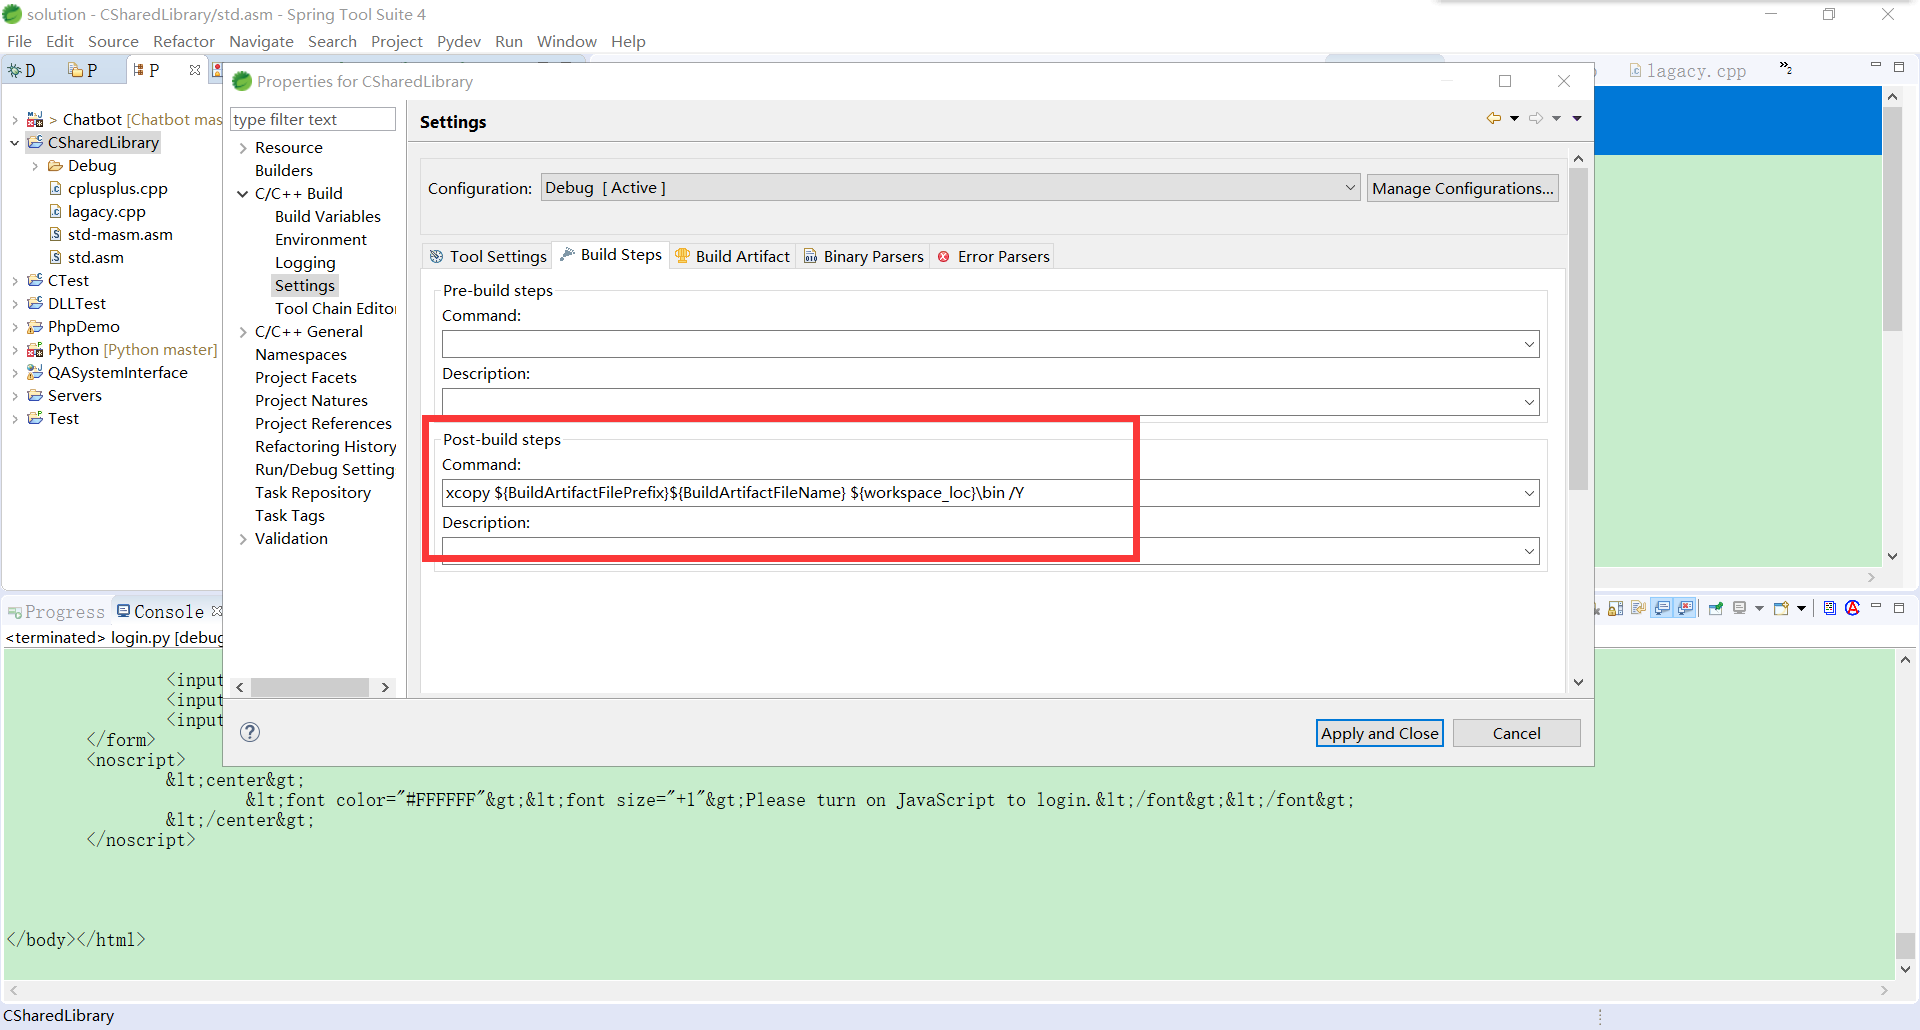 solution - CSharedLibrary/std.asm - Spring Tool Suite 4
File Edit Source Refactor Navigate Search Project Pydev Run Window Help
D P P
lagacy.cpp
2
Properties for CSharedLibrary
> Chatbot [Chatbot mas
CSharedLibrary
Debug
cplusplus.cpp
lagacy.cpp
std-masm.asm
std.asm
CTest
DLLTest
PhpDemo
Python [Python master]
QASystemInterface
Servers
Test
type filter text
Resource
Builders
C/C++ Build
Build Variables
Environment
Logging
Settings
Tool Chain Editor
C/C++ General
Namespaces
Project Facets
Project Natures
Project References
Refactoring History
Run/Debug Setting
Task Repository
Task Tags
Validation
Settings
Configuration: Debug [ Active ] Manage Configurations...
Tool Settings Build Steps Build Artifact Binary Parsers Error Parsers
Pre-build steps
Command:
Description:
Post-build steps
Command:
xcopy ${BuildArtifactFilePrefix}${BuildArtifactFileName} ${workspace_loc}\bin /Y
Description:
Apply and Close Cancel
Progress Console
<terminated> login.py [debug
<input
<input
<input
</form>
<noscript>
&lt;center&gt;
&lt;font color="#FFFFFF"&gt;&lt;font size="+1"&gt;Please turn on JavaScript to login.&lt;/font&gt;&lt;/font&gt;
&lt;/center&gt;
</noscript>
</body></html>
CSharedLibrary